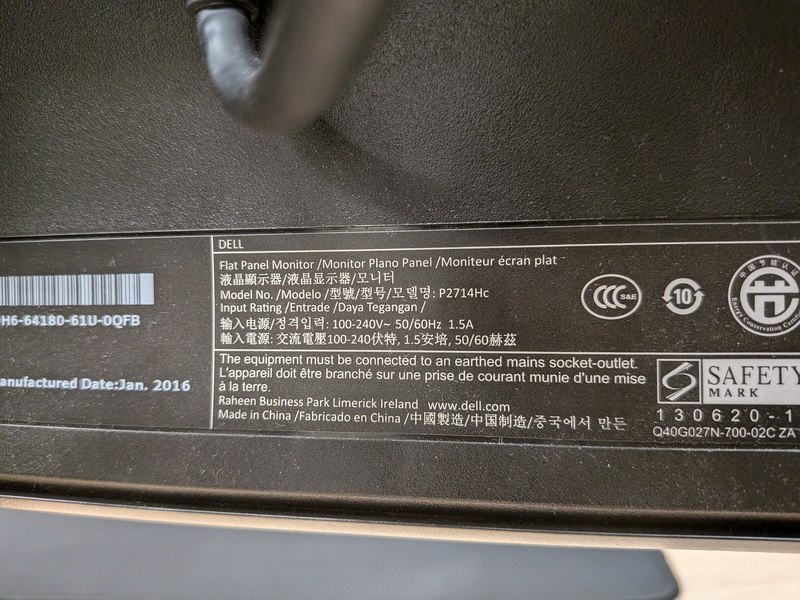 DELL
Flat Panel Monitor /Monitor Plano Panel /Moniteur écran plat
液晶顯示器/液晶显示器/모니터
Model No. /Modelo /型號/型号/모델명: P2714Hc
Input Rating /Entrade /Daya Tegangan /
输入电源/정격입력: 100-240V~ 50/60Hz 1.5A
輸入電源: 交流電壓100-240伏特, 1.5安培, 50/60赫茲
The equipment must be connected to an earthed mains socket-outlet.
L'appareil doit être branché sur une prise de courant munie d'une mise
à la terre.
Raheen Business Park Limerick Ireland www.dell.com
Made in China /Fabricado en China /中國製造/中国制造/중국에서 만든
H6-64180-61U-0QFB
anufactured Date:Jan. 2016
S&E
10
Energy Conservation Certific
SAFETY
MARK
130620-1
Q40G027N-700-02C ZA